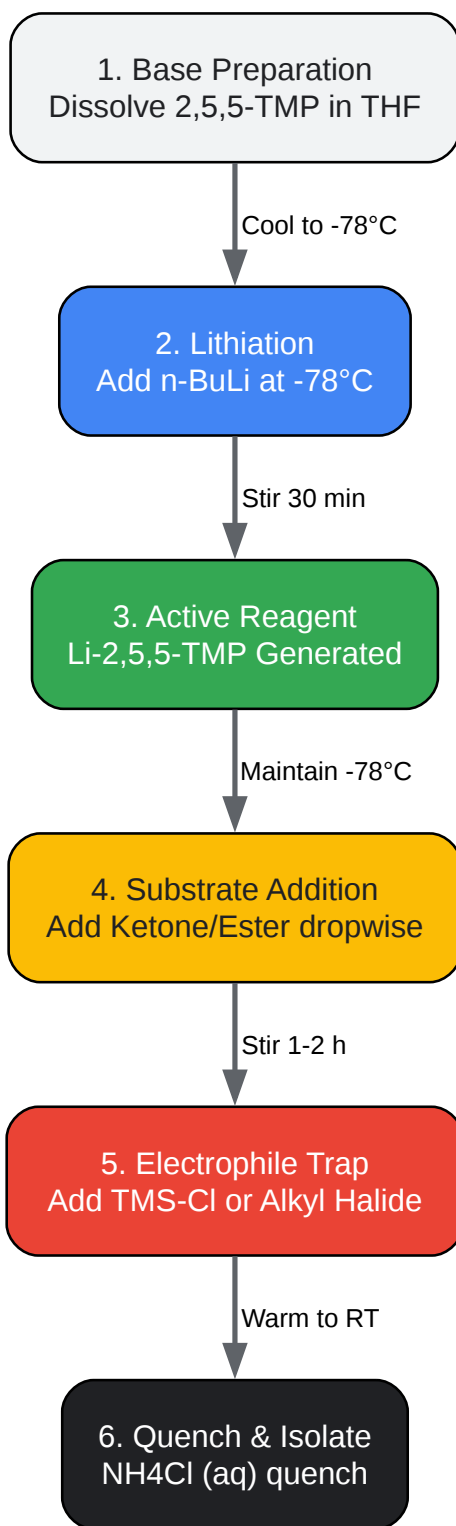 1. Base Preparation
Dissolve 2,5,5-TMP in THF
Cool to -78°C
2. Lithiation
Add n-BuLi at -78°C
Stir 30 min
3. Active Reagent
Li-2,5,5-TMP Generated
Maintain -78°C
4. Substrate Addition
Add Ketone/Ester dropwise
Stir 1-2 h
5. Electrophile Trap
Add TMS-Cl or Alkyl Halide
Warm to RT
6. Quench & Isolate
NH4Cl (aq) quench